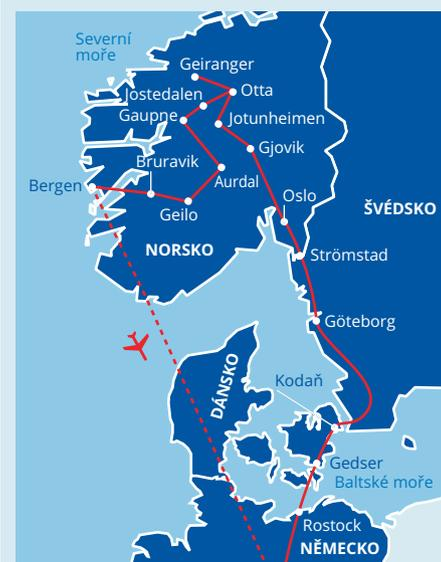 Severní
moře
Geiranger
Jostedalen
Otta
Gaupne
Jotunheimen
Gjovik
Bruravik
Bergen
Aurdal
Geilo
Oslo
ŠVÉDSKO
NORSKO
Strömstad
Göteborg
DÁNSKO
Kodaň
Gedser
Baltské moře
Rostock
NĚMECKO